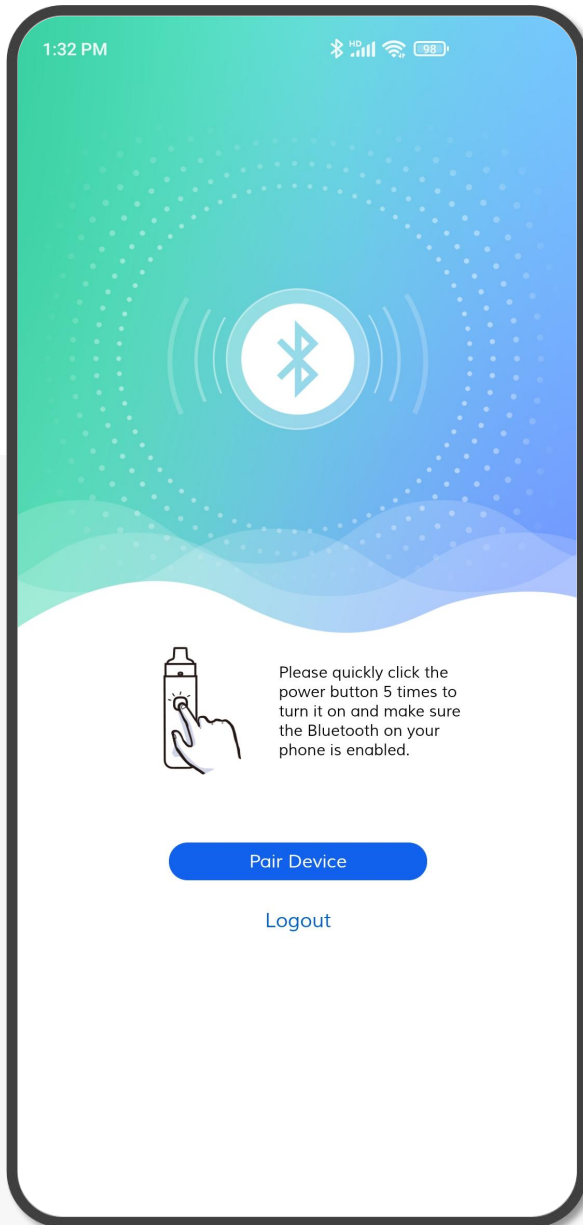 1:32 PM
HD
98
Please quickly click the
power button 5 times to
turn it on and make sure
the Bluetooth on your
phone is enabled.
Pair Device
Logout